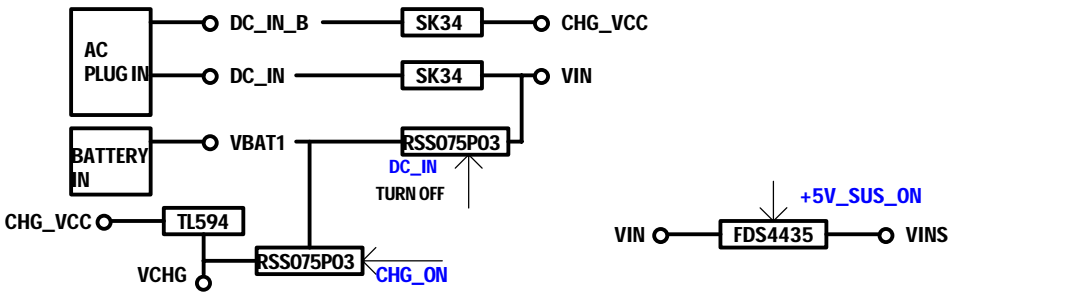 DC_IN_B
SK34
CHG_VCC
AC
PLUG IN
DC_IN
SK34
VIN
BATTERY
IN
VBAT1
RSS075P03
DC_IN
TURN OFF
CHG_VCC
TL594
VCHG
RSS075P03
CHG_ON
+5V_SUS_ON
VIN
FDS4435
VINS